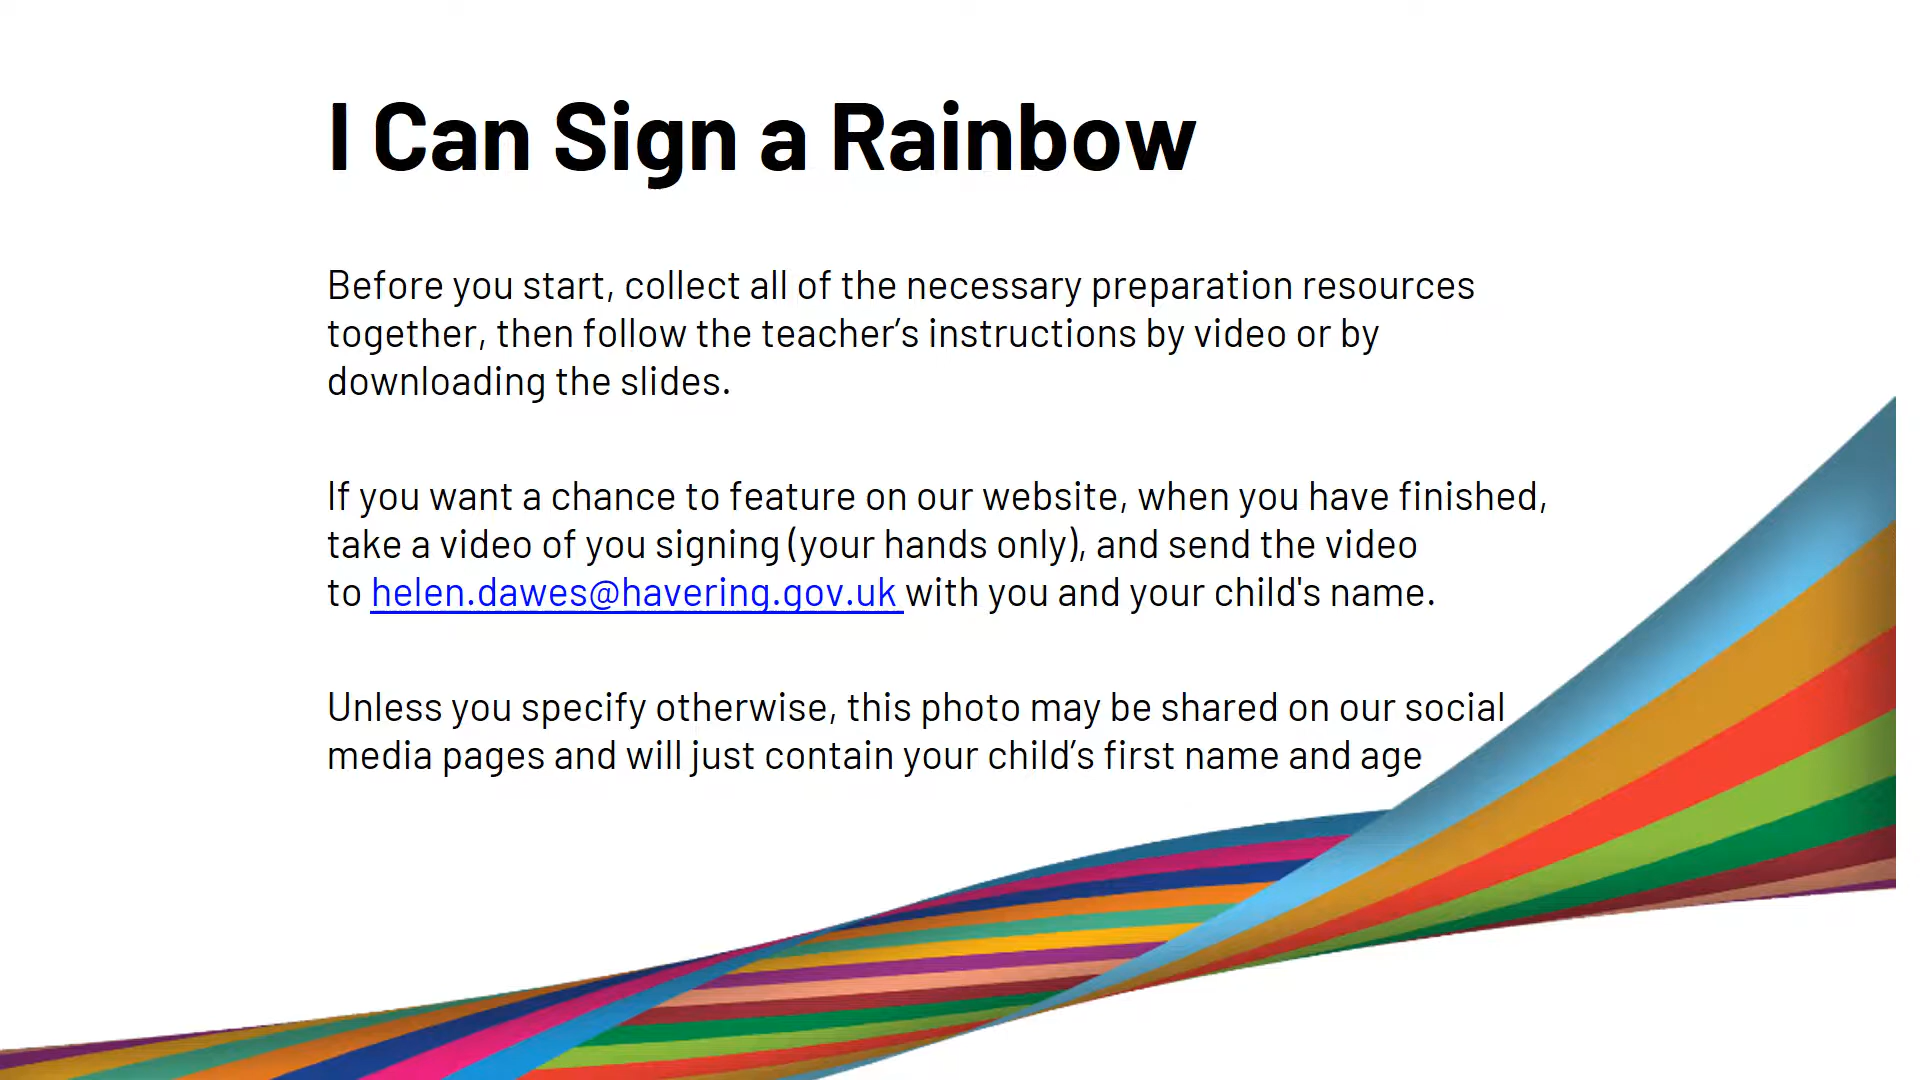 I Can Sign a Rainbow
Before you start, collect all of the necessary preparation resources
together, then follow the teacher’s instructions by video or by
downloading the slides.
If you want a chance to feature on our website, when you have finished,
take a video of you signing (your hands only), and send the video
to helen.dawes@havering.gov.uk with you and your child's name.
Unless you specify otherwise, this photo may be shared on our social
media pages and will just contain your child’s first name and age